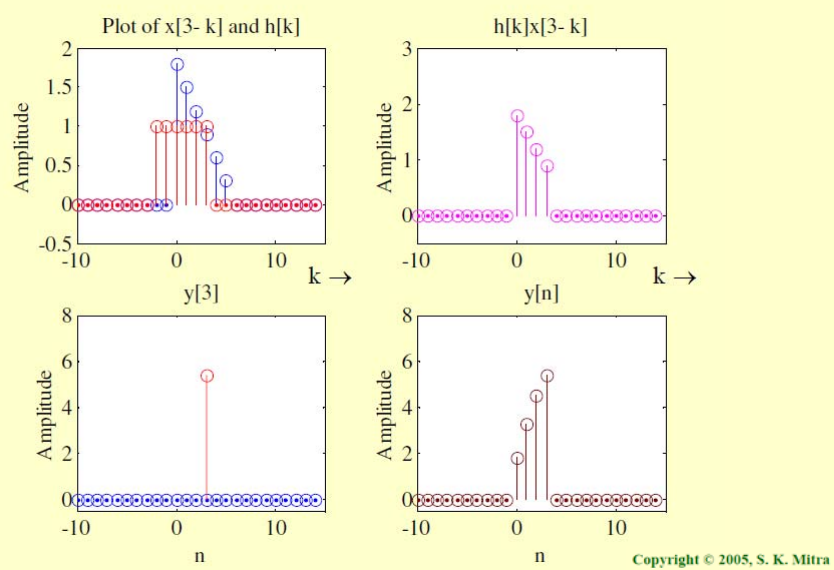 Plot of x[3- k] and h[k]
2
1.5
1
0.5
0
-0.5
Amplitude
-10 0 10
k →
h[k]x[3- k]
3
2
1
0
Amplitude
-10 0 10
k →
y[3]
8
6
4
2
0
Amplitude
-10 0 10
n
y[n]
8
6
4
2
0
Amplitude
-10 0 10
n
Copyright © 2005, S. K. Mitra